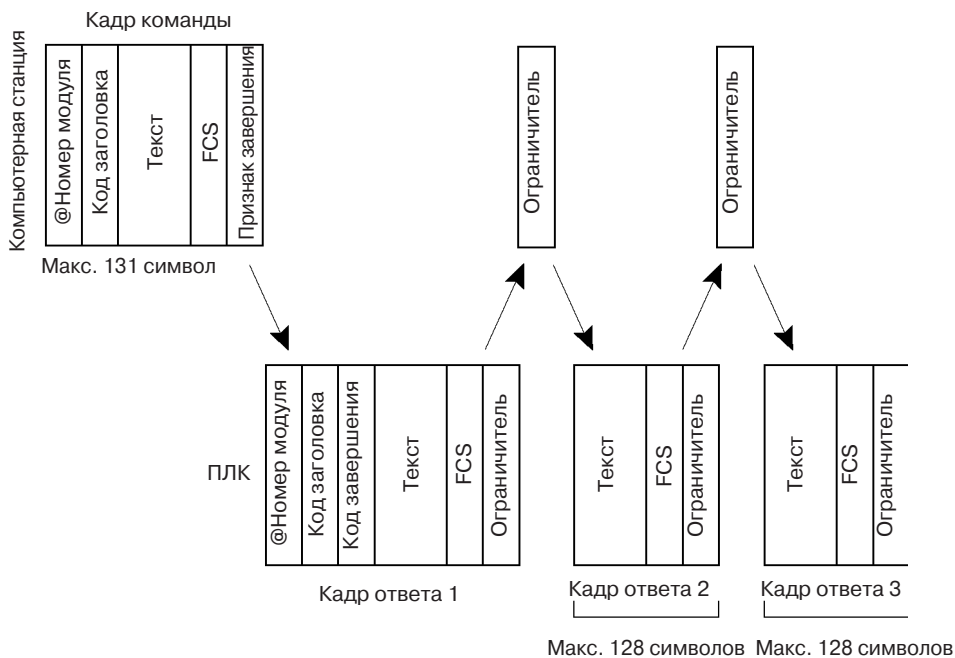 Кадр команды
Компьютерная станция
@Номер модуля
Код заголовка
Текст
FCS
Признак завершения
Ограничитель
Ограничитель
Макс. 131 символ
ПЛК
@Номер модуля
Код заголовка
Код завершения
Текст
FCS
Ограничитель
Текст
FCS
Ограничитель
Текст
FCS
Ограничитель
Кадр ответа 1
Кадр ответа 2
Кадр ответа 3
Макс. 128 символов
Макс. 128 символов